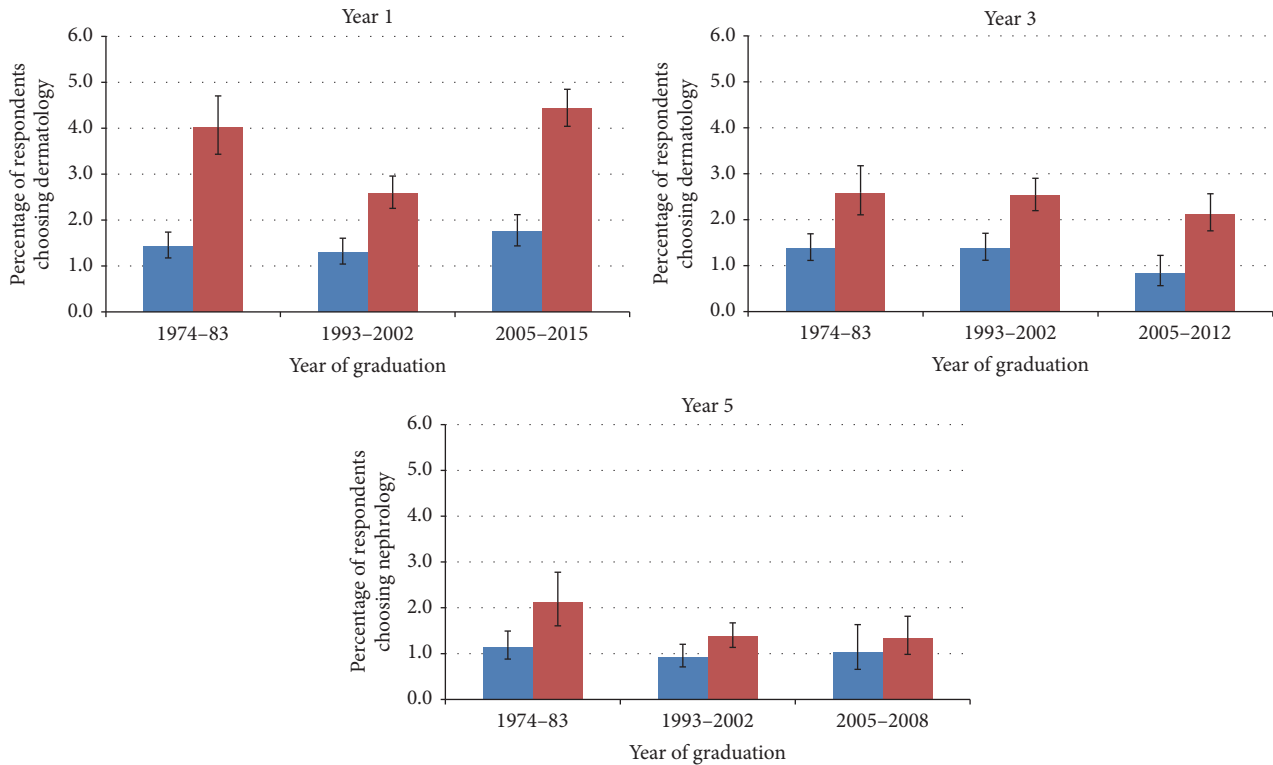 Year 1
Percentage of respondents
choosing dermatology
6.0
5.0
4.0
3.0
2.0
1.0
0.0
1974–83
1993–2002
2005–2015
Year of graduation
Year 3
Percentage of respondents
choosing dermatology
6.0
5.0
4.0
3.0
2.0
1.0
0.0
1974–83
1993–2002
2005–2012
Year of graduation
Year 5
Percentage of respondents
choosing nephrology
6.0
5.0
4.0
3.0
2.0
1.0
0.0
1974–83
1993–2002
2005–2008
Year of graduation